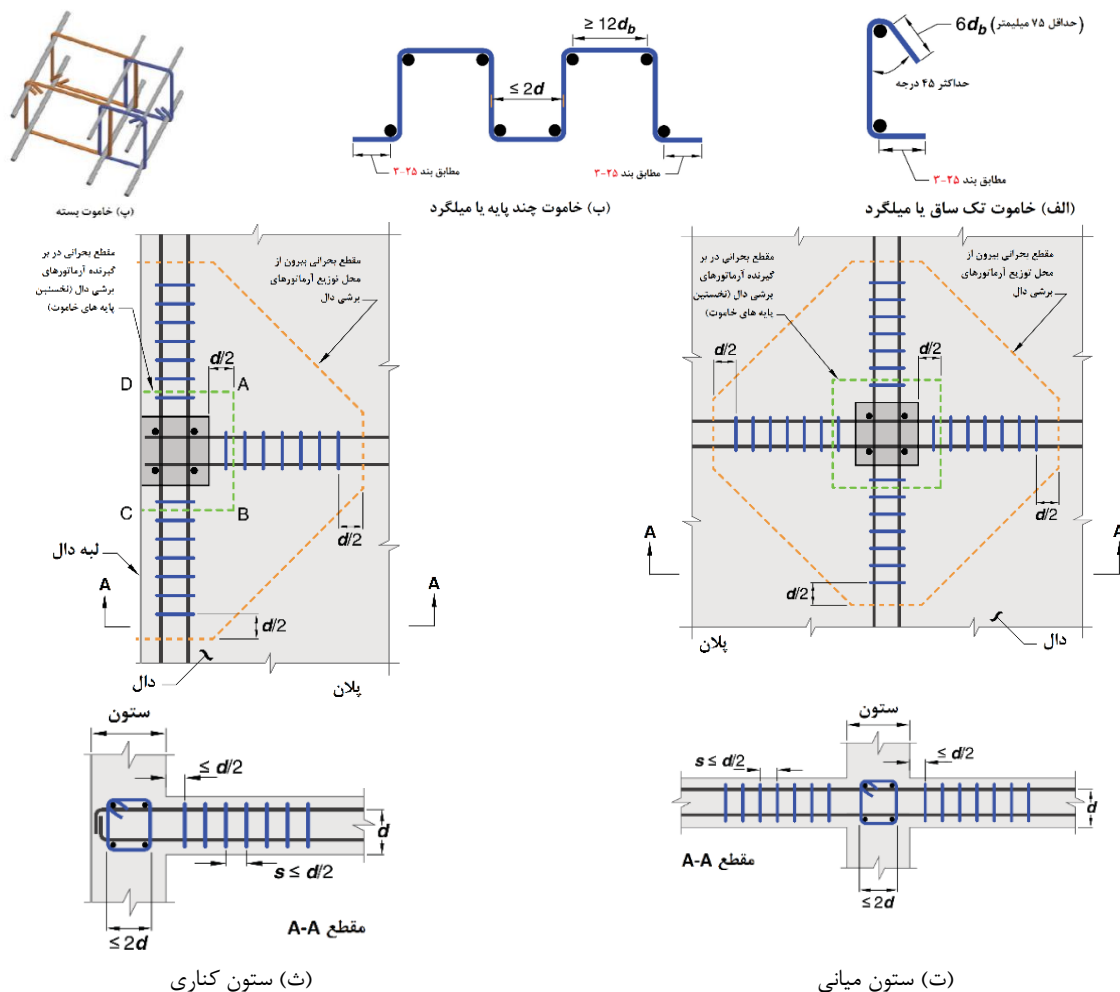 6d_b (حداقل ۷۵ میلیمتر)
حداکثر ۴۵ درجه
مطابق بند ۲۵-۳
(الف) خاموت تک ساق یا میلگرد
≥ 12d_b
≤ 2d
مطابق بند ۲۵-۳
مطابق بند ۲۵-۳
(ب) خاموت چند پایه یا میلگرد
(پ) خاموت بسته
مقطع بحرانی بیرون از
محل توزیع آرماتورهای
برشی دال
مقطع بحرانی در بر
گیرنده آرماتورهای
برشی دال (نخستین
پایه های خاموت)
d/2
d/2
d/2
d/2
A
A
پلان
دال
مقطع بحرانی در بر
گیرنده آرماتورهای
برشی دال (نخستین
پایه های خاموت)
مقطع بحرانی بیرون از
محل توزیع آرماتورهای
برشی دال
d/2
D
A
C
B
d/2
لبه دال
A
A
d/2
دال
پلان
ستون
s ≤ d/2
≤ d/2
d
مقطع A-A
≤ 2d
(ت) ستون میانی
ستون
≤ d/2
d
s ≤ d/2
مقطع A-A
≤ 2d
(ث) ستون کناری